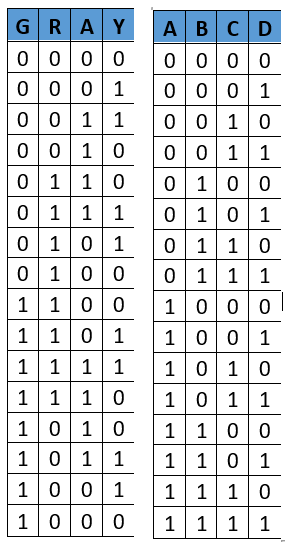 G R A Y A B C D
0 0 0 0 0 0 0 0
0 0 0 1 0 0 0 1
0 0 1 1 0 0 1 0
0 0 1 0 0 0 1 1
0 1 1 0 0 1 0 0
0 1 1 1 0 1 0 1
0 1 0 1 0 1 1 0
0 1 0 0 0 1 1 1
1 1 0 0 1 0 0 0
1 1 0 1 1 0 0 1
1 1 1 1 1 0 1 0
1 1 1 0 1 0 1 1
1 0 1 0 1 1 0 0
1 0 1 1 1 1 0 1
1 0 0 1 1 1 1 0
1 0 0 0 1 1 1 1